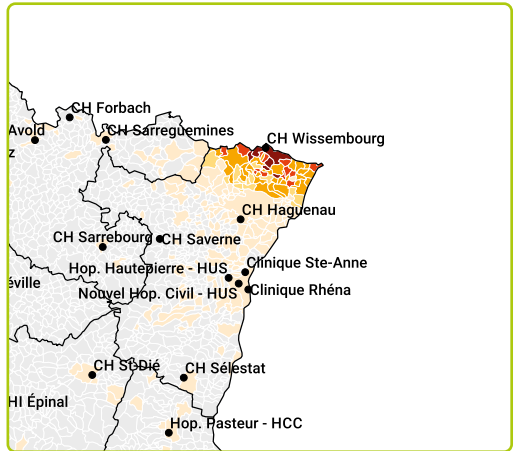 CH Forbach
Avold
CH Sarreguemines
CH Wissembourg
z
CH Haguenau
CH Sarrebourg
CH Saverne
Hop. Hautepierre - HUS
Clinique Ste-Anne
éville
Nouvel Hop. Civil - HUS
Clinique Rhéna
CH St-Dié
CH Sélestat
HI Épinal
Hop. Pasteur - HCC